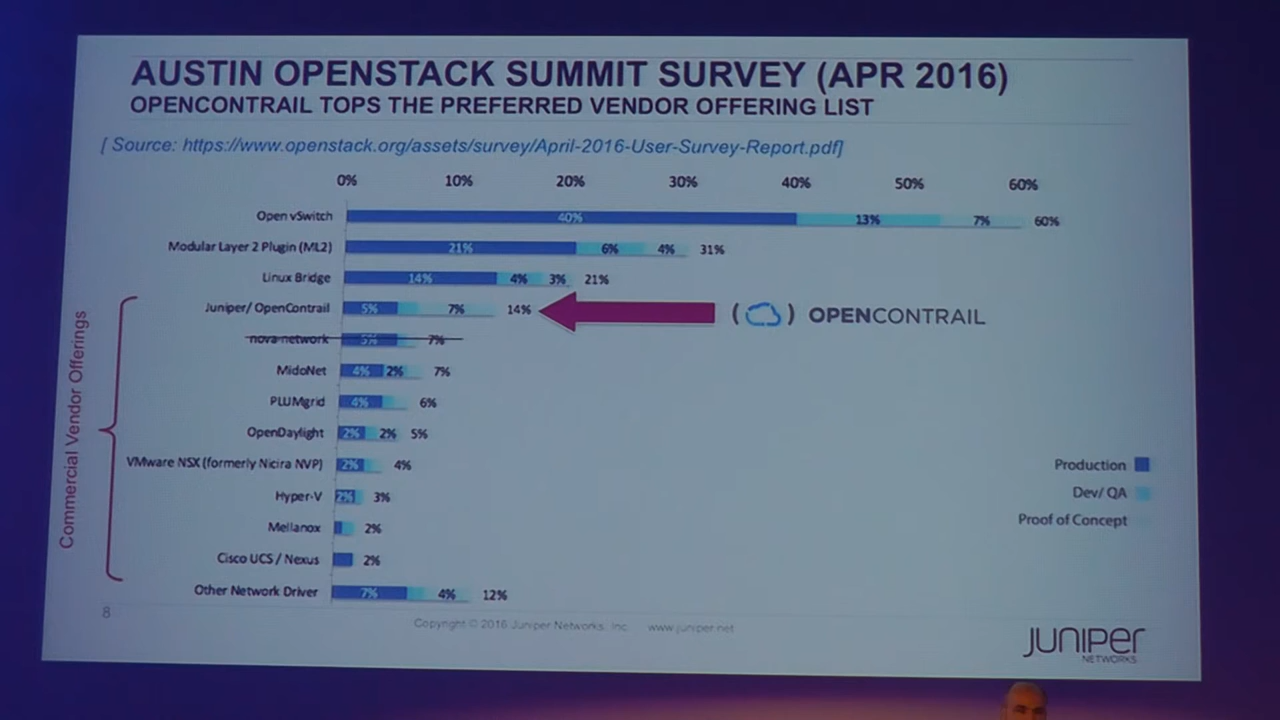 AUSTIN OPENSTACK SUMMIT SURVEY (APR 2016)
OPENCONTRAIL TOPS THE PREFERRED VENDOR OFFERING LIST
[ Source: https://www.openstack.org/assets/survey/April-2016-User-Survey-Report.pdf]
0% 10% 20% 30% 40% 50% 60%
Open vSwitch 40% 13% 7% 60%
Modular Layer 2 Plugin (ML2) 21% 6% 4% 31%
Linux Bridge 14% 4% 3% 21%
Juniper/ OpenContrail 5% 7% 14% ( ) OPENCONTRAIL
nova-network 5% 7%
MidoNet 4% 2% 7%
PLUMgrid 4% 6%
OpenDaylight 2% 2% 5%
VMware NSX (formerly Nicira NVP) 2% 4%
Hyper-V 2% 3%
Mellanox 2%
Cisco UCS / Nexus 2%
Other Network Driver 7% 4% 12%
Commercial Vendor Offerings
Production
Dev/ QA
Proof of Concept
8
Copyright © 2016 Juniper Networks, Inc. www.juniper.net
JUNIPER
NETWORKS